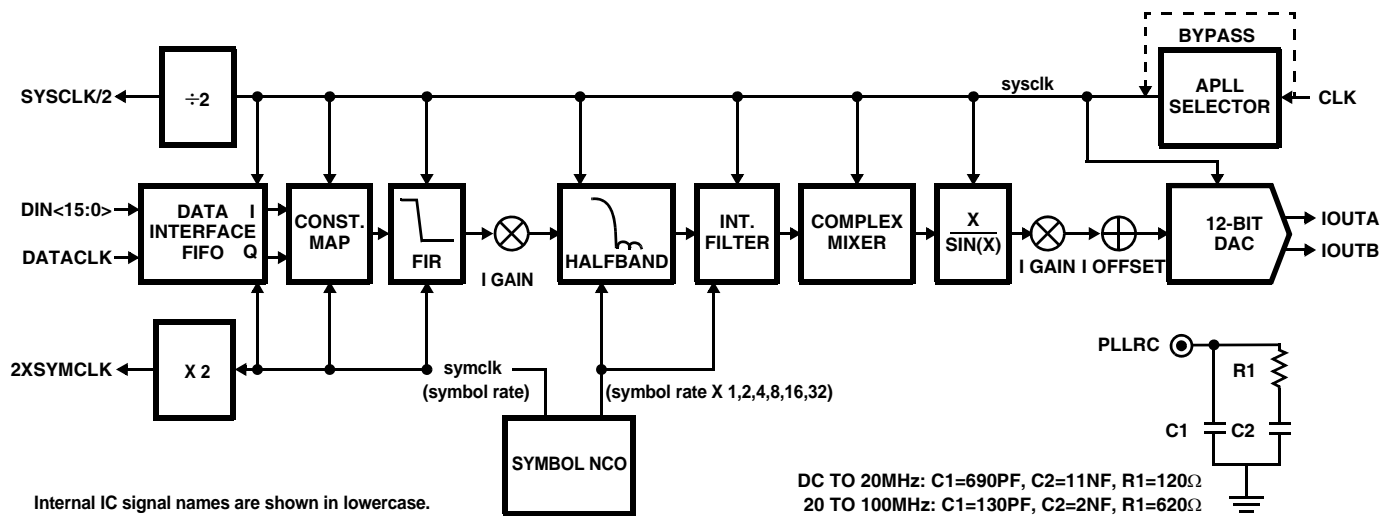 BYPASS
SYSCLK/2
÷2
sysclk
APLL
SELECTOR
CLK
DIN<15:0>
DATACLK
DATA
INTERFACE
FIFO
I
Q
CONST.
MAP
FIR
I GAIN
HALFBAND
INT.
FILTER
COMPLEX
MIXER
X
SIN(X)
I GAIN
I OFFSET
12-BIT
DAC
IOUTA
IOUTB
2XSYMCLK
X 2
symclk
(symbol rate)
(symbol rate X 1,2,4,8,16,32)
SYMBOL NCO
PLLRC
R1
C1
C2
DC TO 20MHz: C1=690PF, C2=11NF, R1=120Ω
20 TO 100MHz: C1=130PF, C2=2NF, R1=620Ω
Internal IC signal names are shown in lowercase.